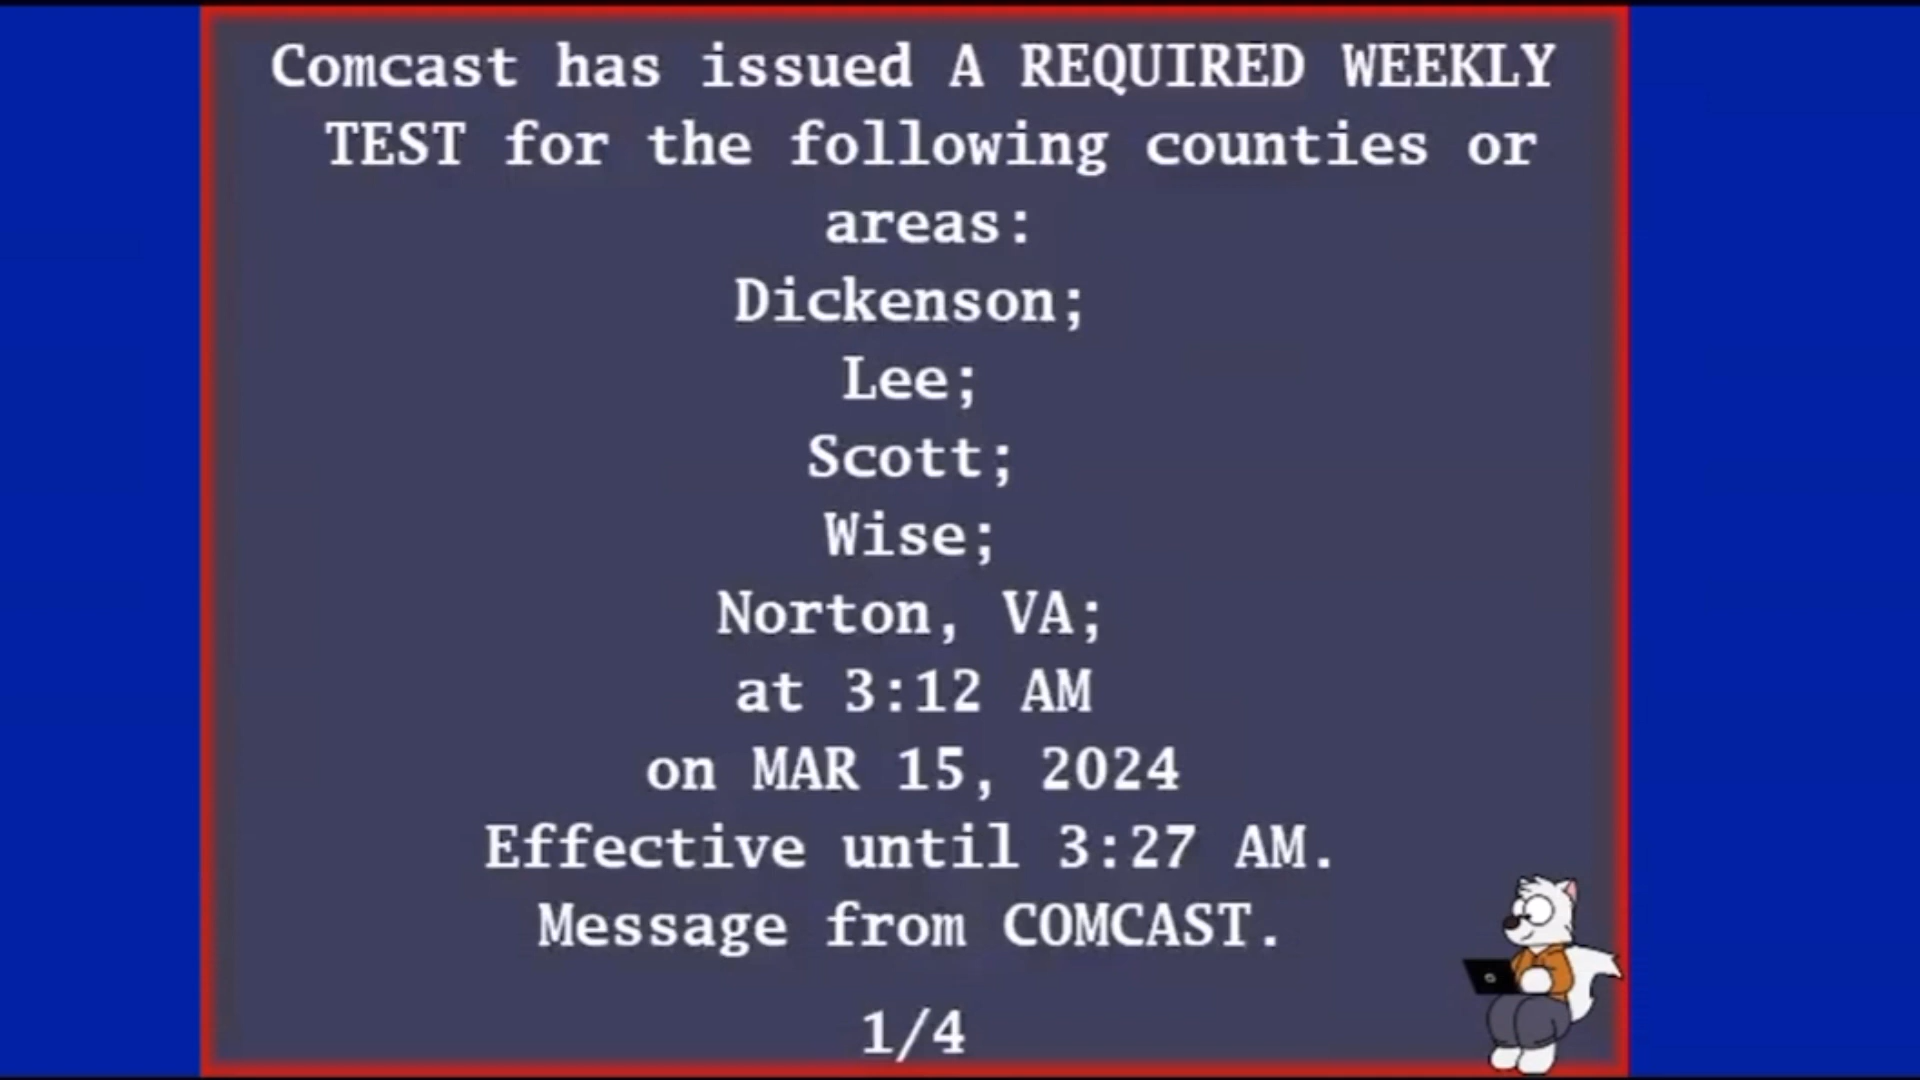 Comcast has issued A REQUIRED WEEKLY
TEST for the following counties or
areas:
Dickenson;
Lee;
Scott;
Wise;
Norton, VA;
at 3:12 AM
on MAR 15, 2024
Effective until 3:27 AM.
Message from COMCAST.
1/4